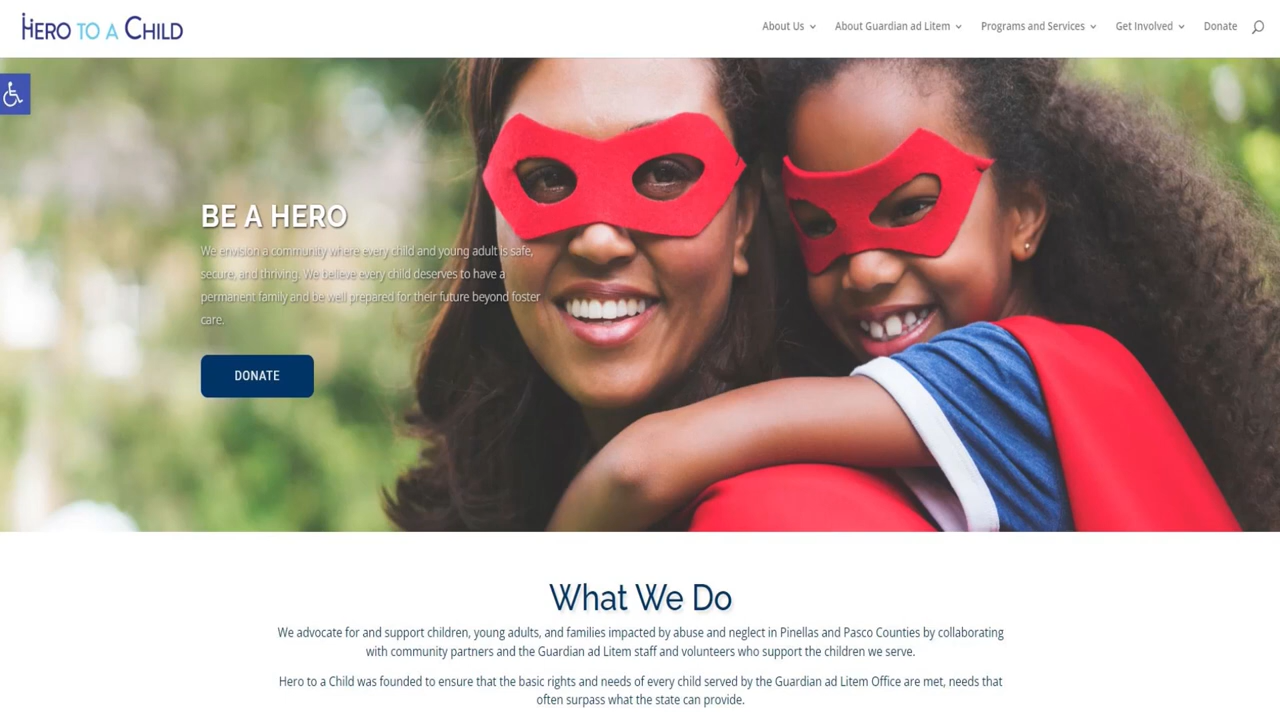 HERO TO A CHILD
About Us
About Guardian ad Litem
Programs and Services
Get Involved
Donate
BE A HERO
We envision a community where every child and young adult is safe,
secure, and thriving. We believe every child deserves to have a
permanent family and be well prepared for their future beyond foster
care.
DONATE
What We Do
We advocate for and support children, young adults, and families impacted by abuse and neglect in Pinellas and Pasco Counties by collaborating
with community partners and the Guardian ad Litem staff and volunteers who support the children we serve.
Hero to a Child was founded to ensure that the basic rights and needs of every child served by the Guardian ad Litem Office are met, needs that
often surpass what the state can provide.